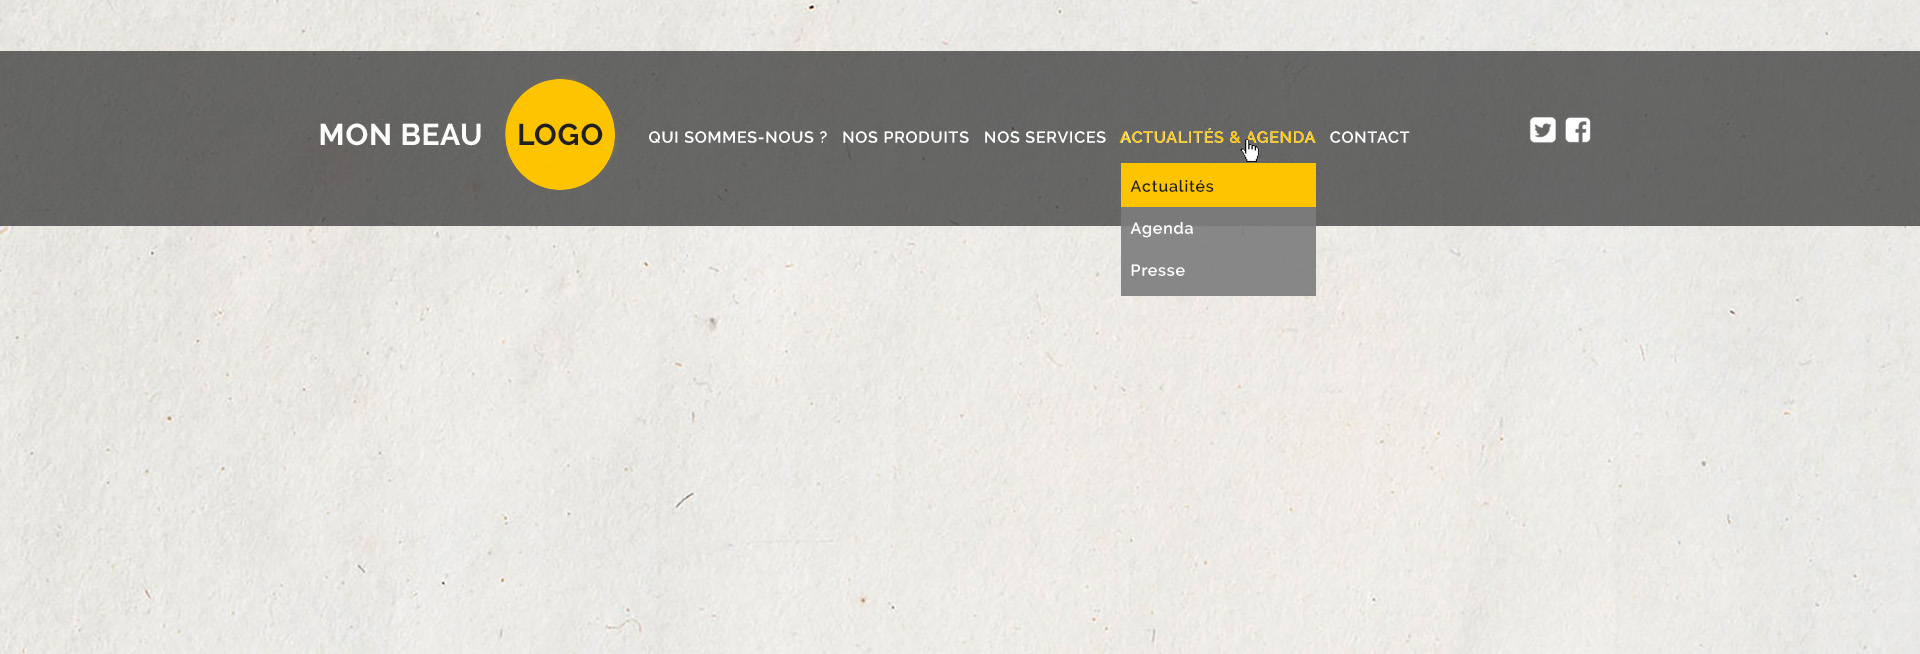 MON BEAU LOGO
QUI SOMMES-NOUS ? NOS PRODUITS NOS SERVICES ACTUALITÉS & AGENDA CONTACT
Actualités
Agenda
Presse